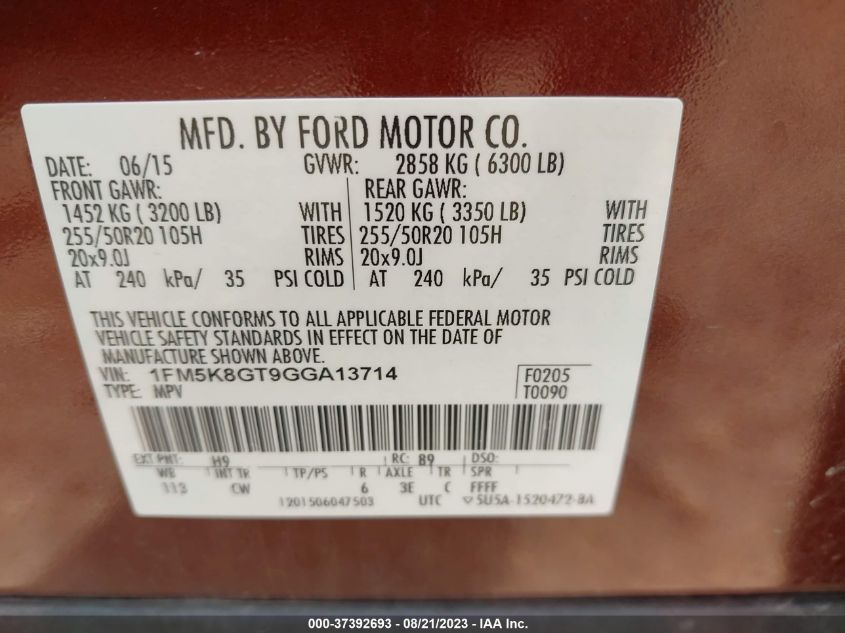 MFD. BY FORD MOTOR CO.
DATE: 06/15 GVWR: 2858 KG ( 6300 LB)
FRONT GAWR: REAR GAWR:
1452 KG ( 3200 LB) WITH 1520 KG ( 3350 LB) WITH
255/50R20 105H TIRES 255/50R20 105H TIRES
20x9.0J RIMS 20x9.0J RIMS
AT 240 kPa/ 35 PSI COLD AT 240 kPa/ 35 PSI COLD
THIS VEHICLE CONFORMS TO ALL APPLICABLE FEDERAL MOTOR
VEHICLE SAFETY STANDARDS IN EFFECT ON THE DATE OF
MANUFACTURE SHOWN ABOVE.
VIN: 1FM5K8GT9GGA13714 F0205
TYPE: MPV T0090
EXT PNT: H9 RC: 89 DSO:
WB INT TR TP/PS R AXLE TR SPR
113 CW 6 3E C FFFF
1201506047503 UTC ▽5U5A-1520472-BA
000-37392693 - 08/21/2023 - IAA Inc.